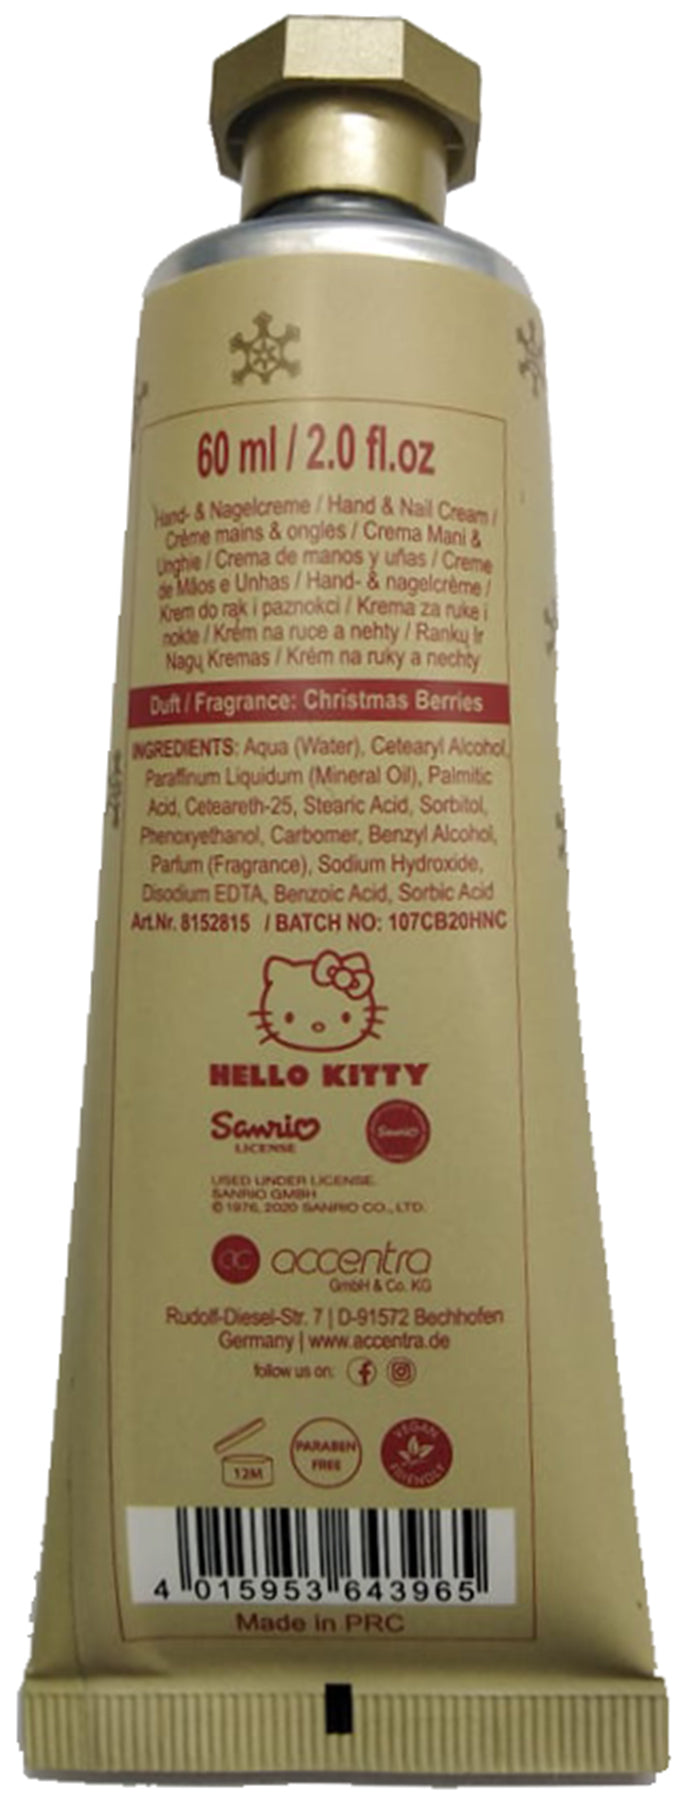 60 ml / 2.0 fl.oz
Hand- & Nagelcreme / Hand & Nail Cream /
Crème mains & ongles / Crema Mani &
Unghie / Crema de manos y uñas / Creme
de Mãos e Unhas / Hand- & nagelcrème /
Krem do rąk i paznokci / Krema za ruke i
nokte / Krém na ruce a nehty / Rankų Ir
Nagų Kremas / Krém na ruky a nechty
Duft / Fragrance: Christmas Berries
INGREDIENTS: Aqua (Water), Cetearyl Alcohol,
Paraffinum Liquidum (Mineral Oil), Palmitic
Acid, Ceteareth-25, Stearic Acid, Sorbitol,
Phenoxyethanol, Carbomer, Benzyl Alcohol,
Parfum (Fragrance), Sodium Hydroxide,
Disodium EDTA, Benzoic Acid, Sorbic Acid
Art.Nr. 8152815 / BATCH NO: 107CB20HNC
HELLO KITTY
Sanrio Sanrio
LICENSE
USED UNDER LICENSE.
SANRIO GMBH
© 1976, 2020 SANRIO CO., LTD.
ac accentra
GmbH & Co. KG
Rudolf-Diesel-Str. 7 | D-91572 Bechhofen
Germany | www.accentra.de
follow us on:
12M PARABEN FREE VEGAN FRIENDLY
4 015953 643965
Made in PRC